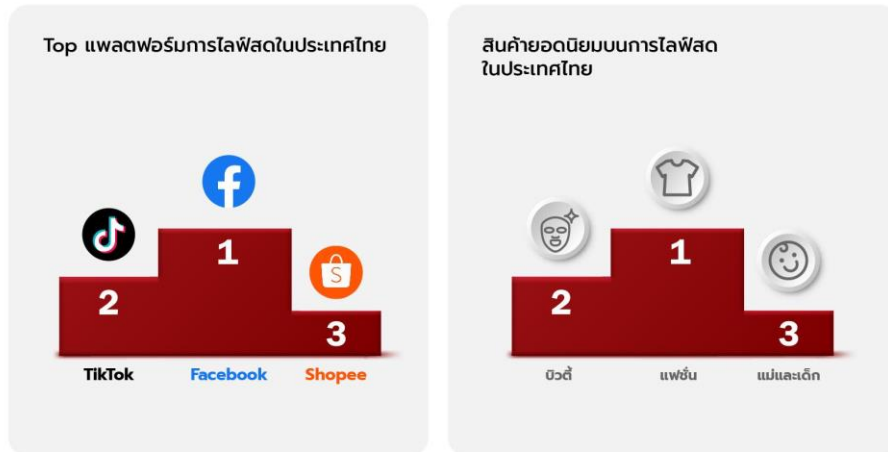 Top แพลตฟอร์มการไลฟ์สดในประเทศไทย
1
2
3
TikTok Facebook Shopee
สินค้ายอดนิยมบนการไลฟ์สด
ในประเทศไทย
1
2
3
บิวตี้ แฟชั่น แม่และเด็ก